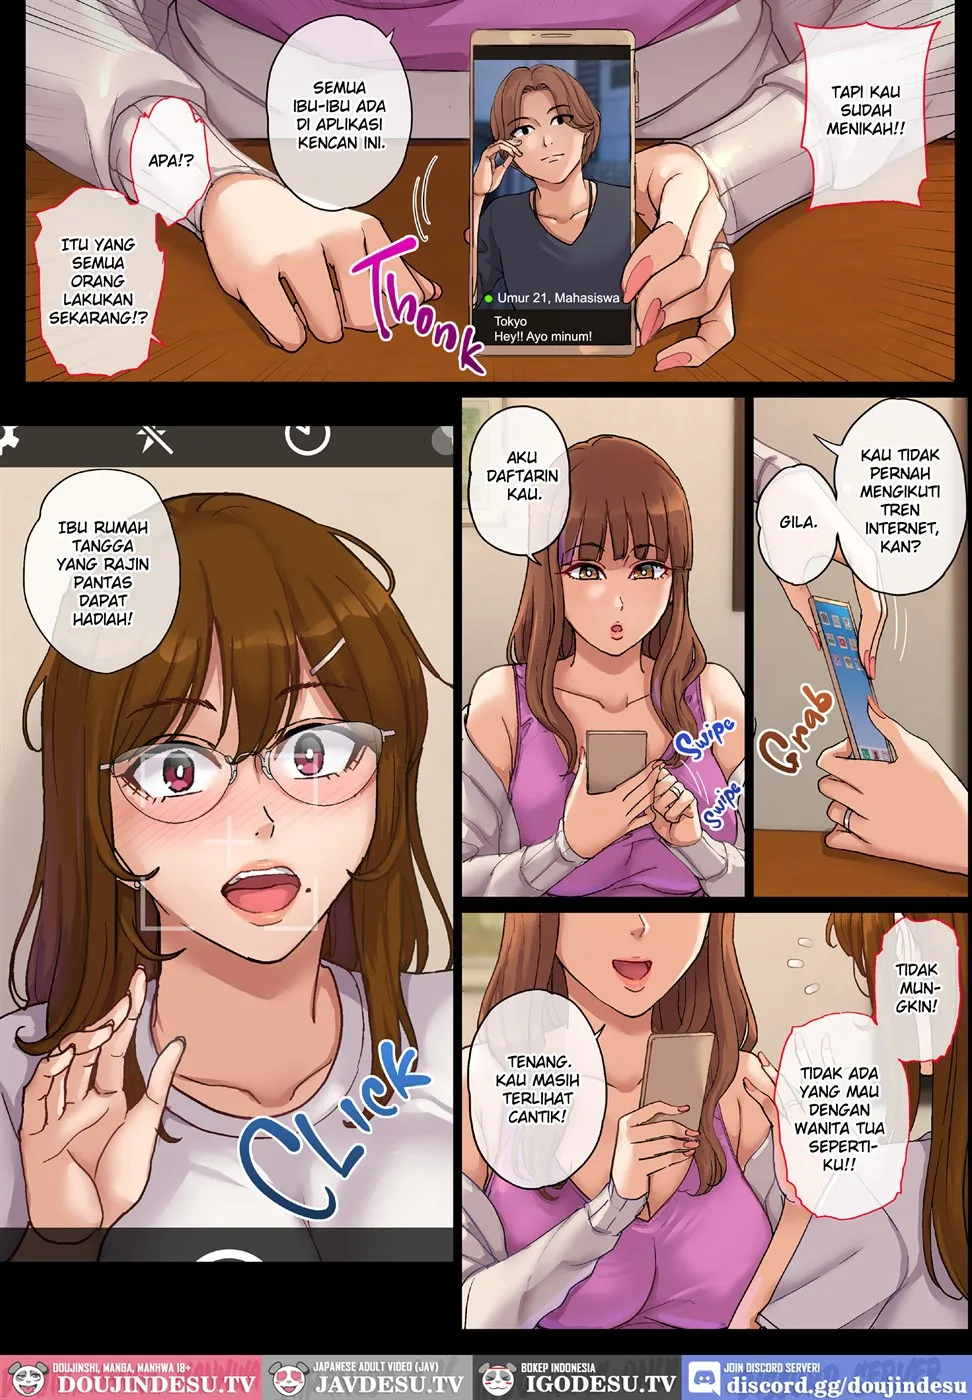 TAPI KAU
SUDAH
MENIKAH!!
SEMUA
IBU-IBU ADA
DI APLIKASI
KENCAN INI.
APA!?
ITU YANG
SEMUA
ORANG
LAKUKAN
SEKARANG!?
Thonk
Umur 21, Mahasiswa
Tokyo
Hey!! Ayo minum!
KAU TIDAK
PERNAH
MENGIKUTI
TREN
INTERNET,
KAN?
GILA.
Grab
AKU
DAFTARIN
KAU.
Swipe
Swipe
IBU RUMAH
TANGGA
YANG RAJIN
PANTAS
DAPAT
HADIAH!
CLICK
TIDAK
MUN-
GKIN!
TIDAK ADA
YANG MAU
DENGAN
WANITA TUA
SEPERTI-
KU!!
TENANG.
KAU MASIH
TERLIHAT
CANTIK!
DOUJINSHI, MANGA, MANHWA 18+
DOUJINDESU.TV
JAPANESE ADULT VIDEO (JAV)
JAVDESU.TV
BOKEP INDONESIA
IGODESU.TV
JOIN DISCORD SERVER!
discord.gg/doujindesu